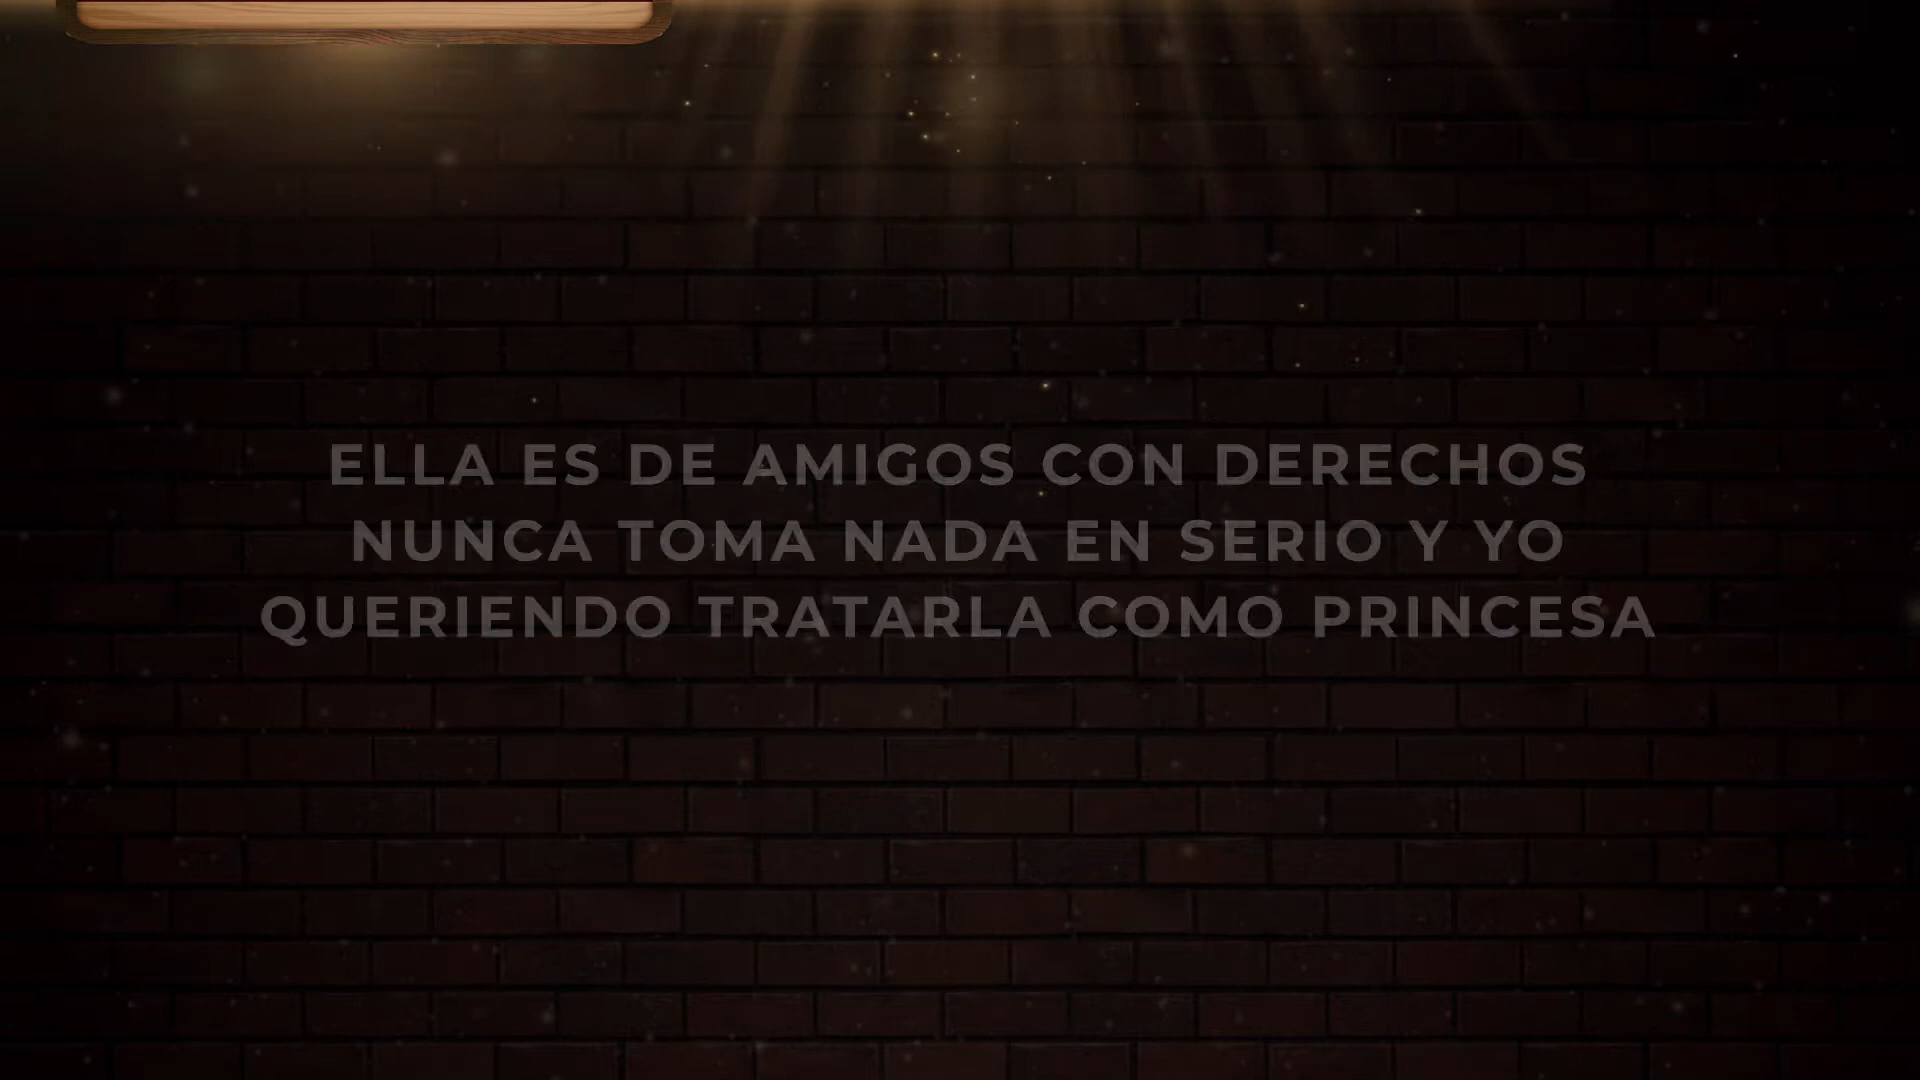 ELLA ES DE AMIGOS CON DERECHOS
NUNCA TOMA NADA EN SERIO Y YO
QUERIENDO TRATARLA COMO PRINCESA